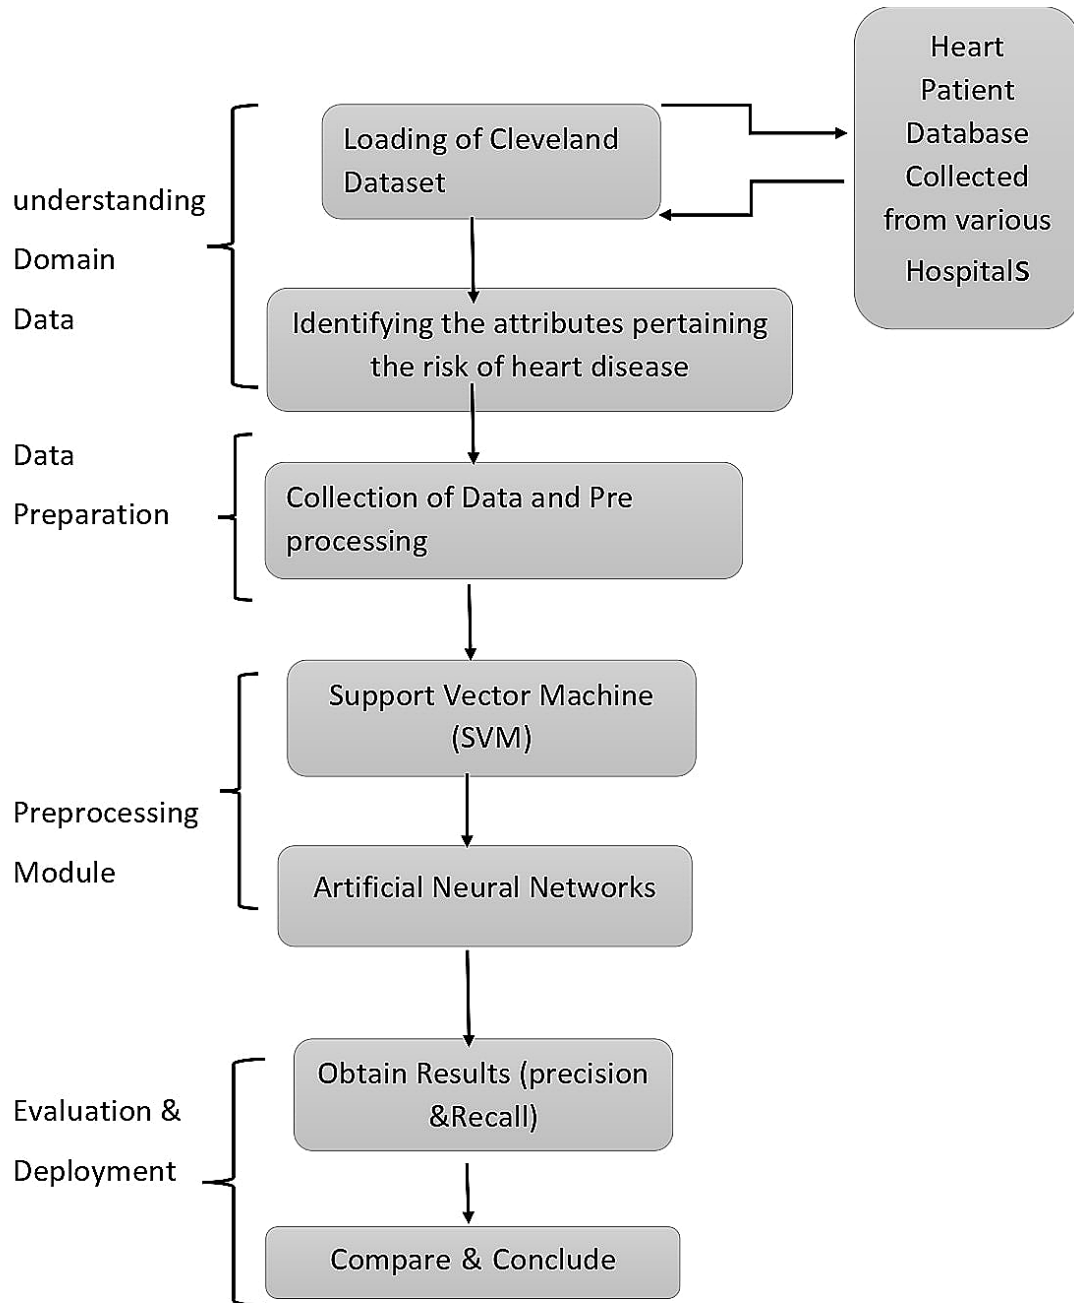 Heart
Patient
Database
Collected
from various
HospitalS
Loading of Cleveland
Dataset
understanding
Domain
Data
Identifying the attributes pertaining
the risk of heart disease
Data
Preparation
Collection of Data and Pre
processing
Support Vector Machine
(SVM)
Preprocessing
Module
Artificial Neural Networks
Obtain Results (precision
&Recall)
Evaluation &
Deployment
Compare & Conclude